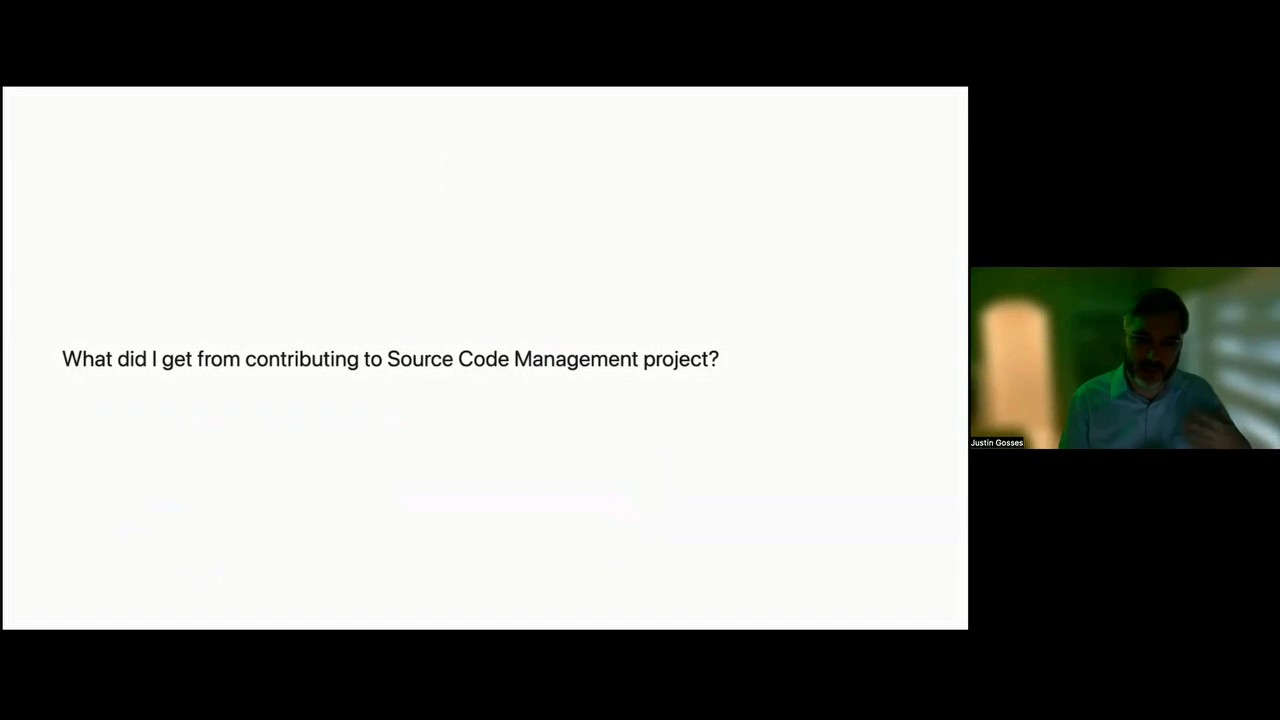 What did I get from contributing to Source Code Management project?
Justin Gosses